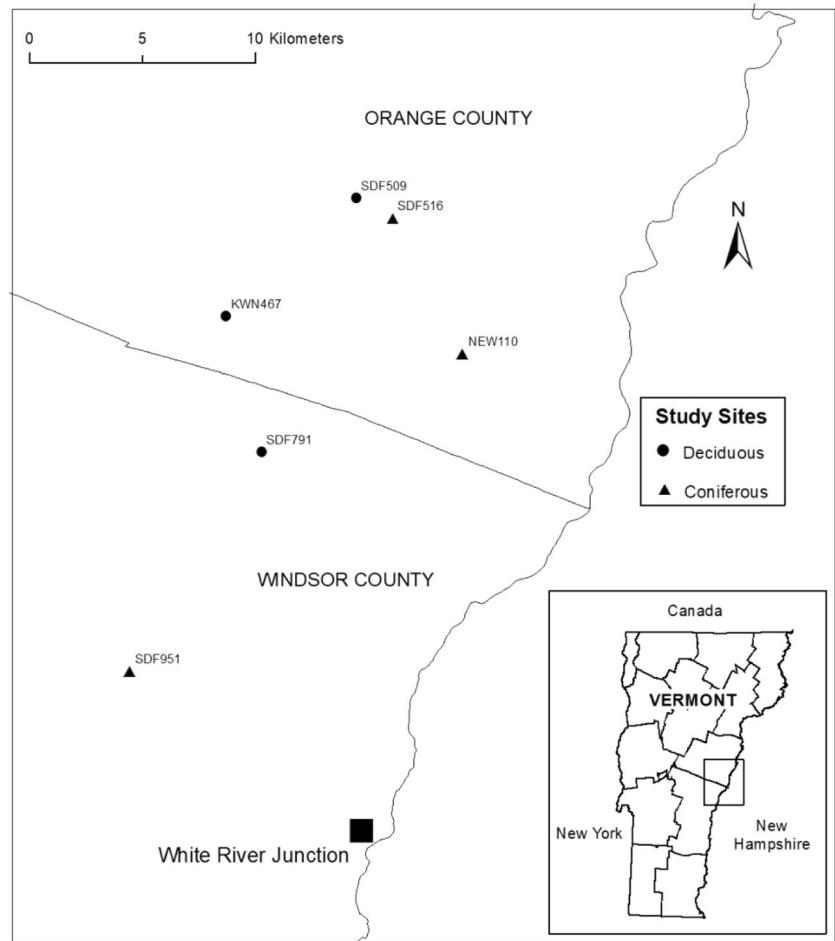 0 5 10 Kilometers
ORANGE COUNTY
SDF509
SDF516
N
KWN467
NEW110
Study Sites
Deciduous
Coniferous
SDF791
WINDSOR COUNTY
SDF951
White River Junction
Canada
VERMONT
New York
New
Hampshire